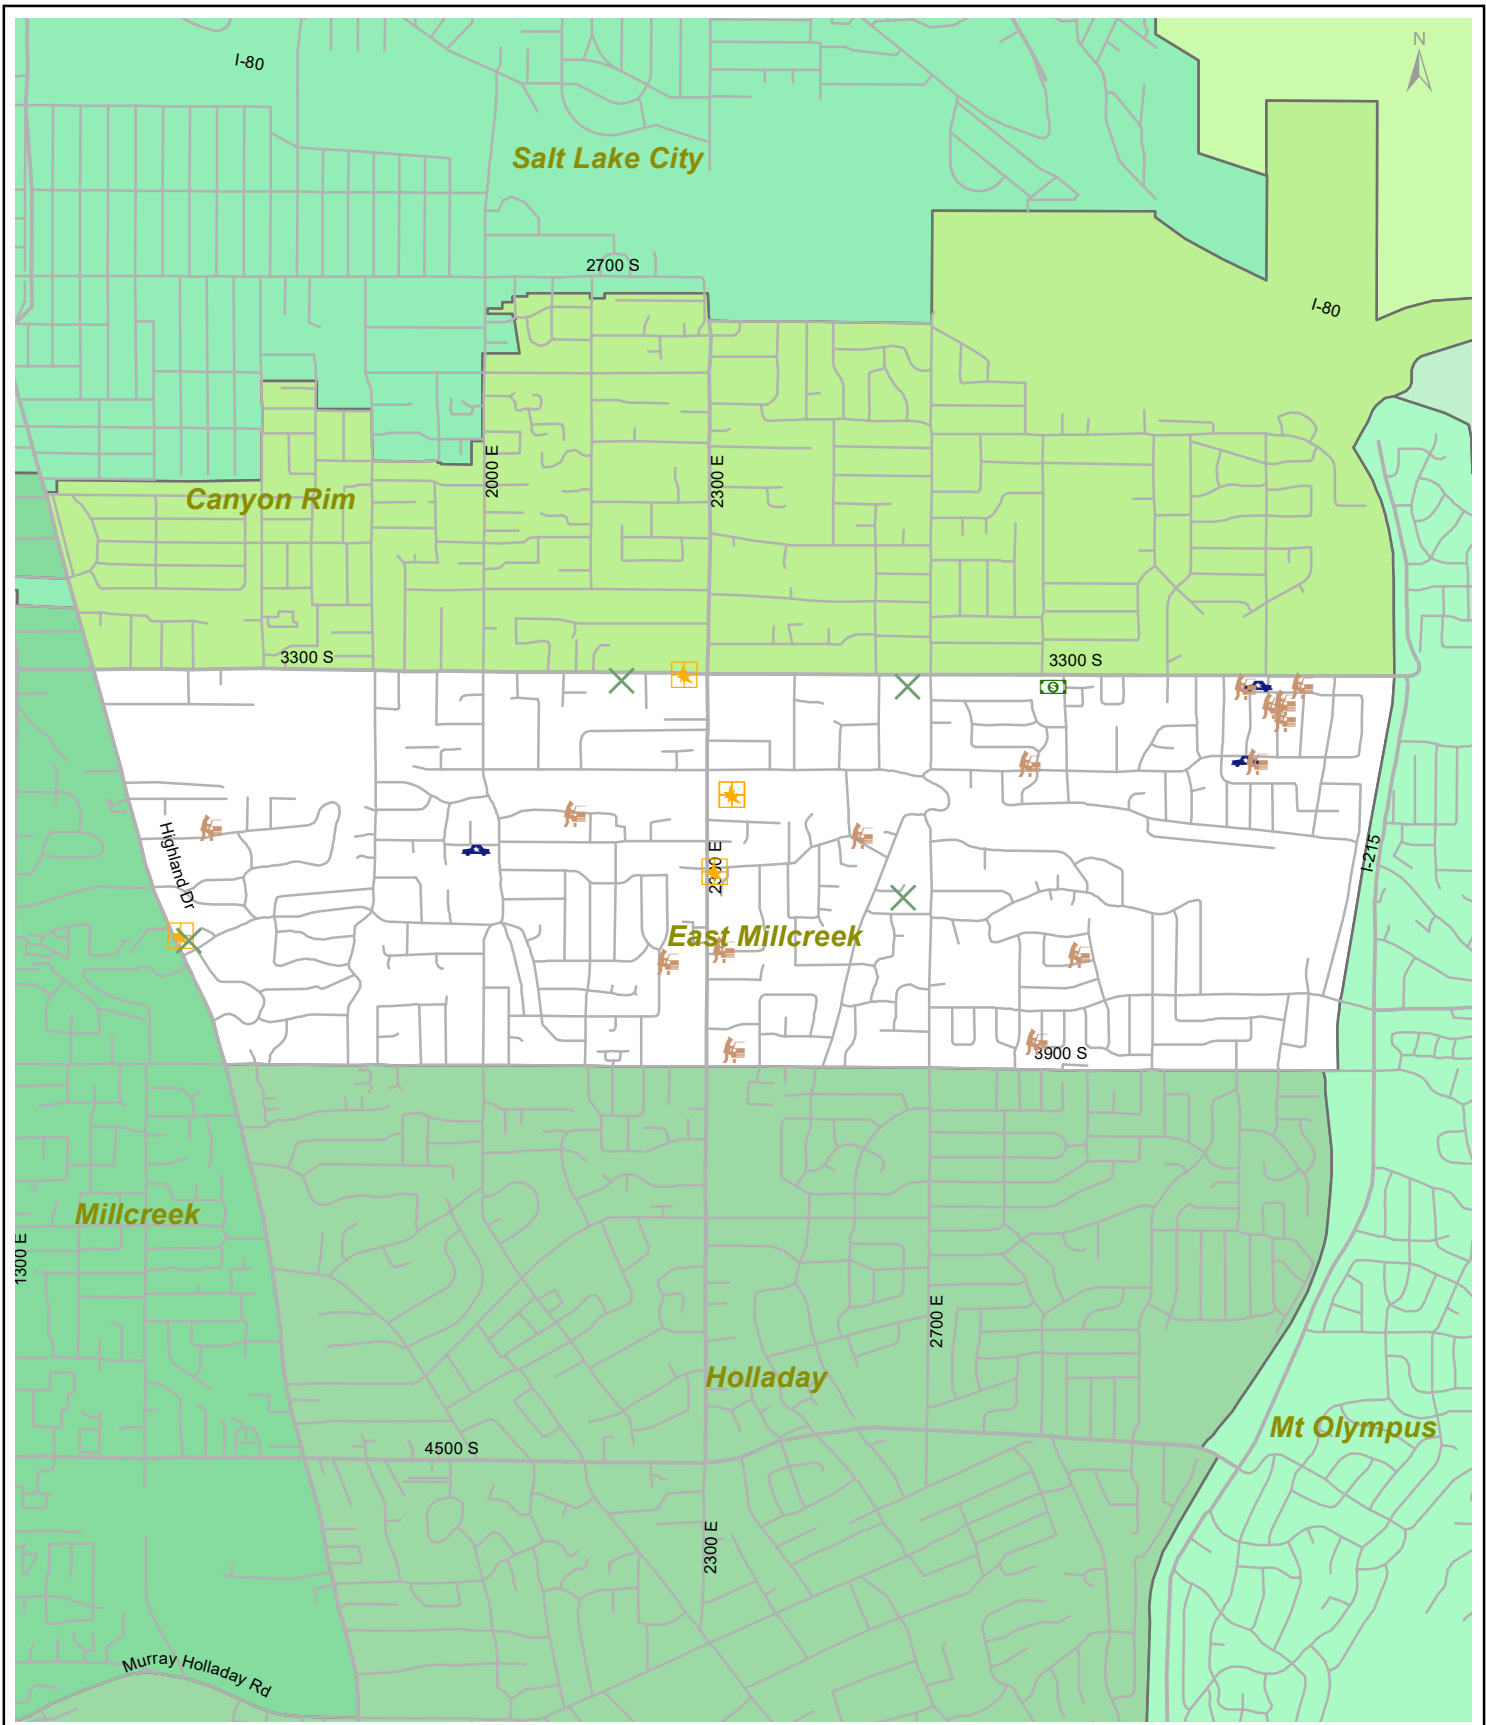 N
I-80
Salt Lake City
2700 S
I-80
2000 E
2300 E
Canyon Rim
3300 S
3300 S
Highland Dr
2300 E
I-215
East Millcreek
3900 S
Millcreek
1300 E
2700 E
Holladay
Mt Olympus
4500 S
2300 E
Murray Holladay Rd